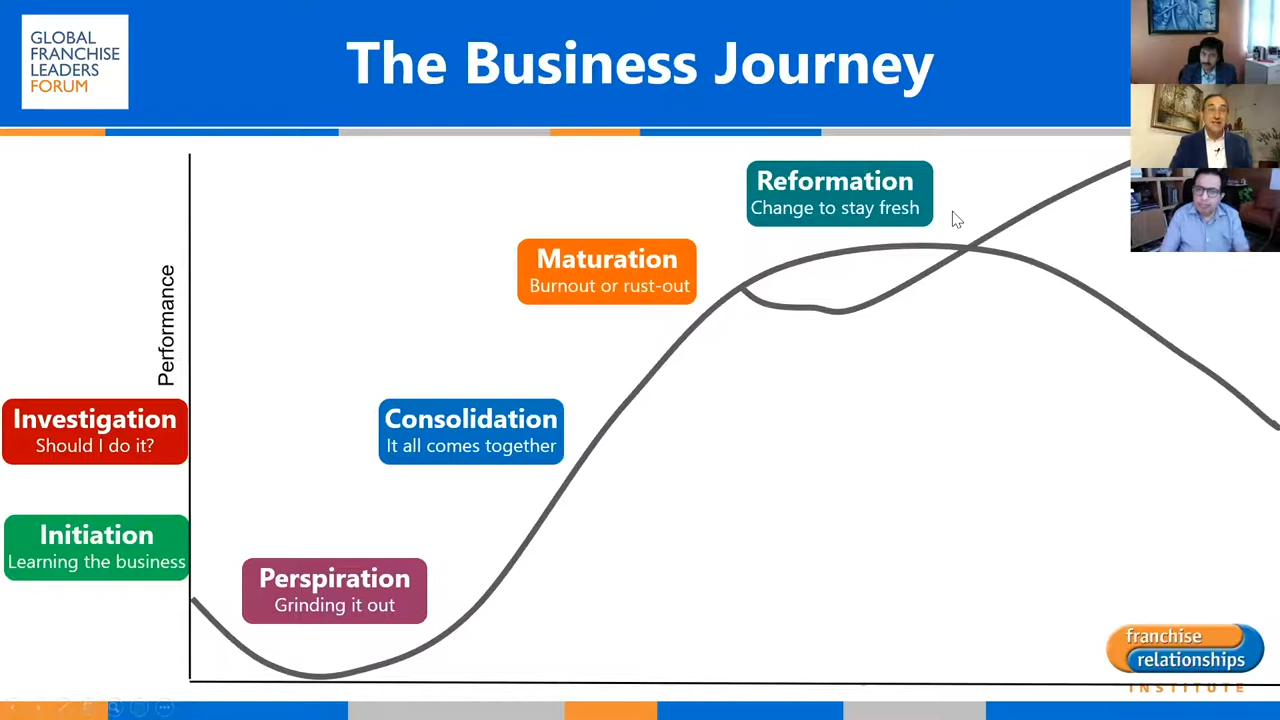 GLOBAL
FRANCHISE
LEADERS
FORUM
The Business Journey
Reformation
Change to stay fresh
Maturation
Burnout or rust-out
Performance
Investigation
Should I do it?
Consolidation
It all comes together
Initiation
Learning the business
Perspiration
Grinding it out
franchise
relationships
INSTITUTE